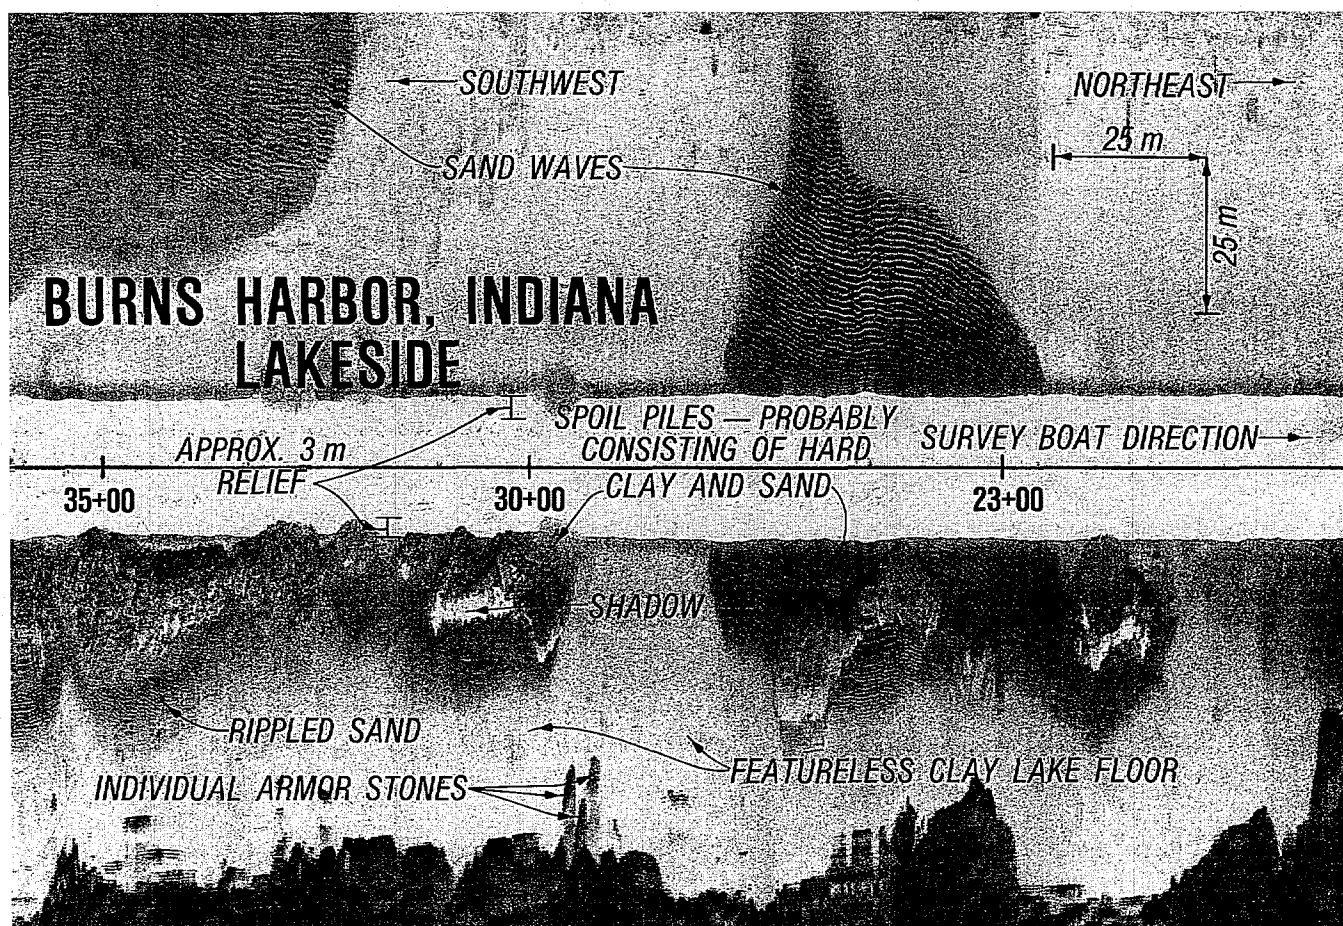 SOUTHWEST
NORTHEAST
25 m
SAND WAVES
25 m
BURNS HARBOR, INDIANA
LAKESIDE
SPOIL PILES — PROBABLY
CONSISTING OF HARD
CLAY AND SAND
APPROX. 3 m
RELIEF
SURVEY BOAT DIRECTION
35+00
30+00
23+00
SHADOW
RIPPLED SAND
FEATURELESS CLAY LAKE FLOOR
INDIVIDUAL ARMOR STONES